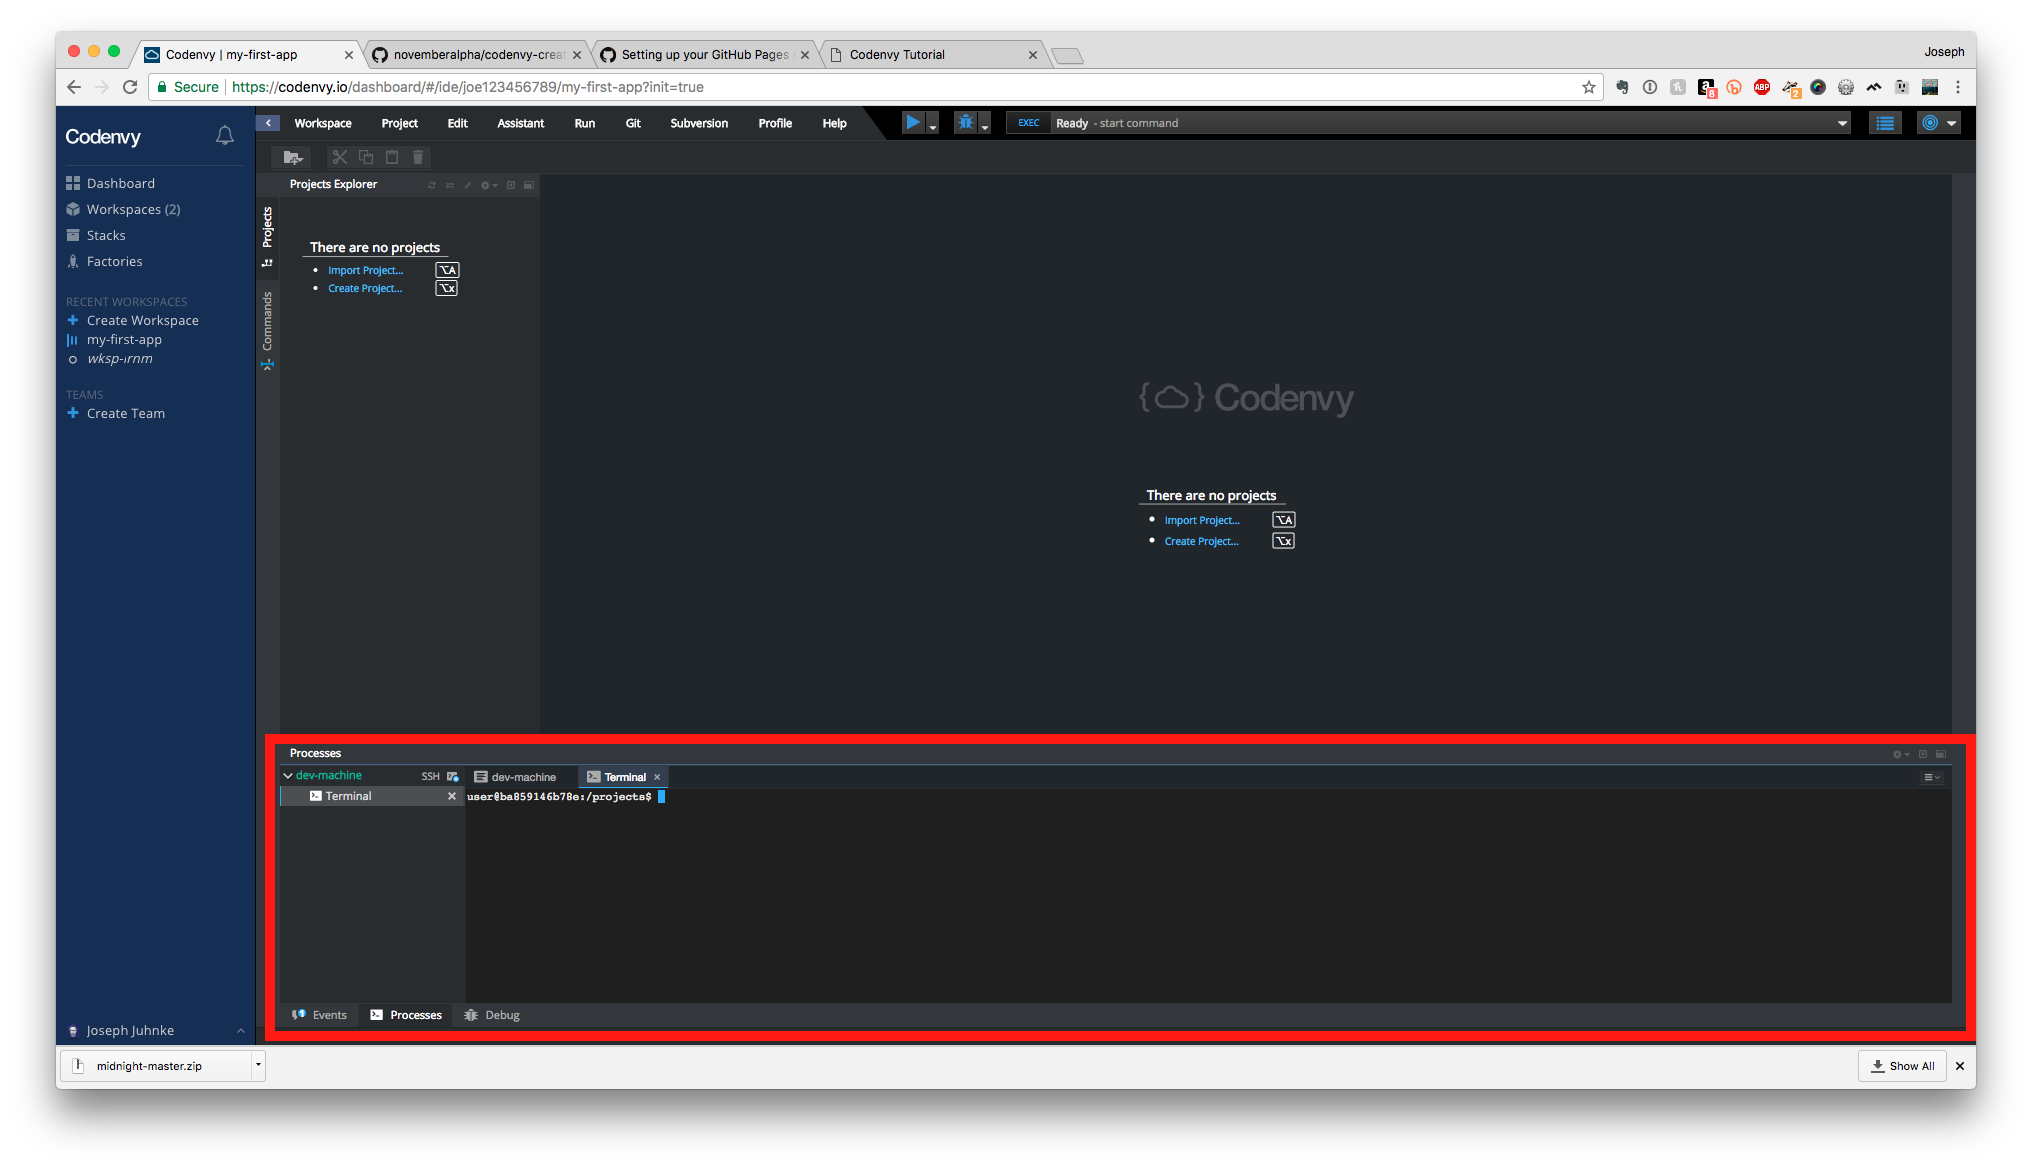 Codenvy | my-first-app
novemberalpha/codenvy-creat
Setting up your GitHub Pages
Codenvy Tutorial
Joseph
Secure
https://codenvy.io/dashboard/#/ide/joe123456789/my-first-app?init=true
8
ABP
2
Codenvy
Workspace
Project
Edit
Assistant
Run
Git
Subversion
Profile
Help
EXEC
Ready - start command
Dashboard
Workspaces (2)
Stacks
Factories
RECENT WORKSPACES
Create Workspace
my-first-app
wksp-irnm
TEAMS
Create Team
Projects Explorer
Projects
Commands
There are no projects
Import Project... ⌥A
Create Project... ⌥X
{ } Codenvy
There are no projects
Import Project... ⌥A
Create Project... ⌥X
Processes
dev-machine
SSH
dev-machine
Terminal
Terminal
user@ba859146b78e:/projects$
Events
Processes
Debug
Joseph Juhnke
midnight-master.zip
Show All